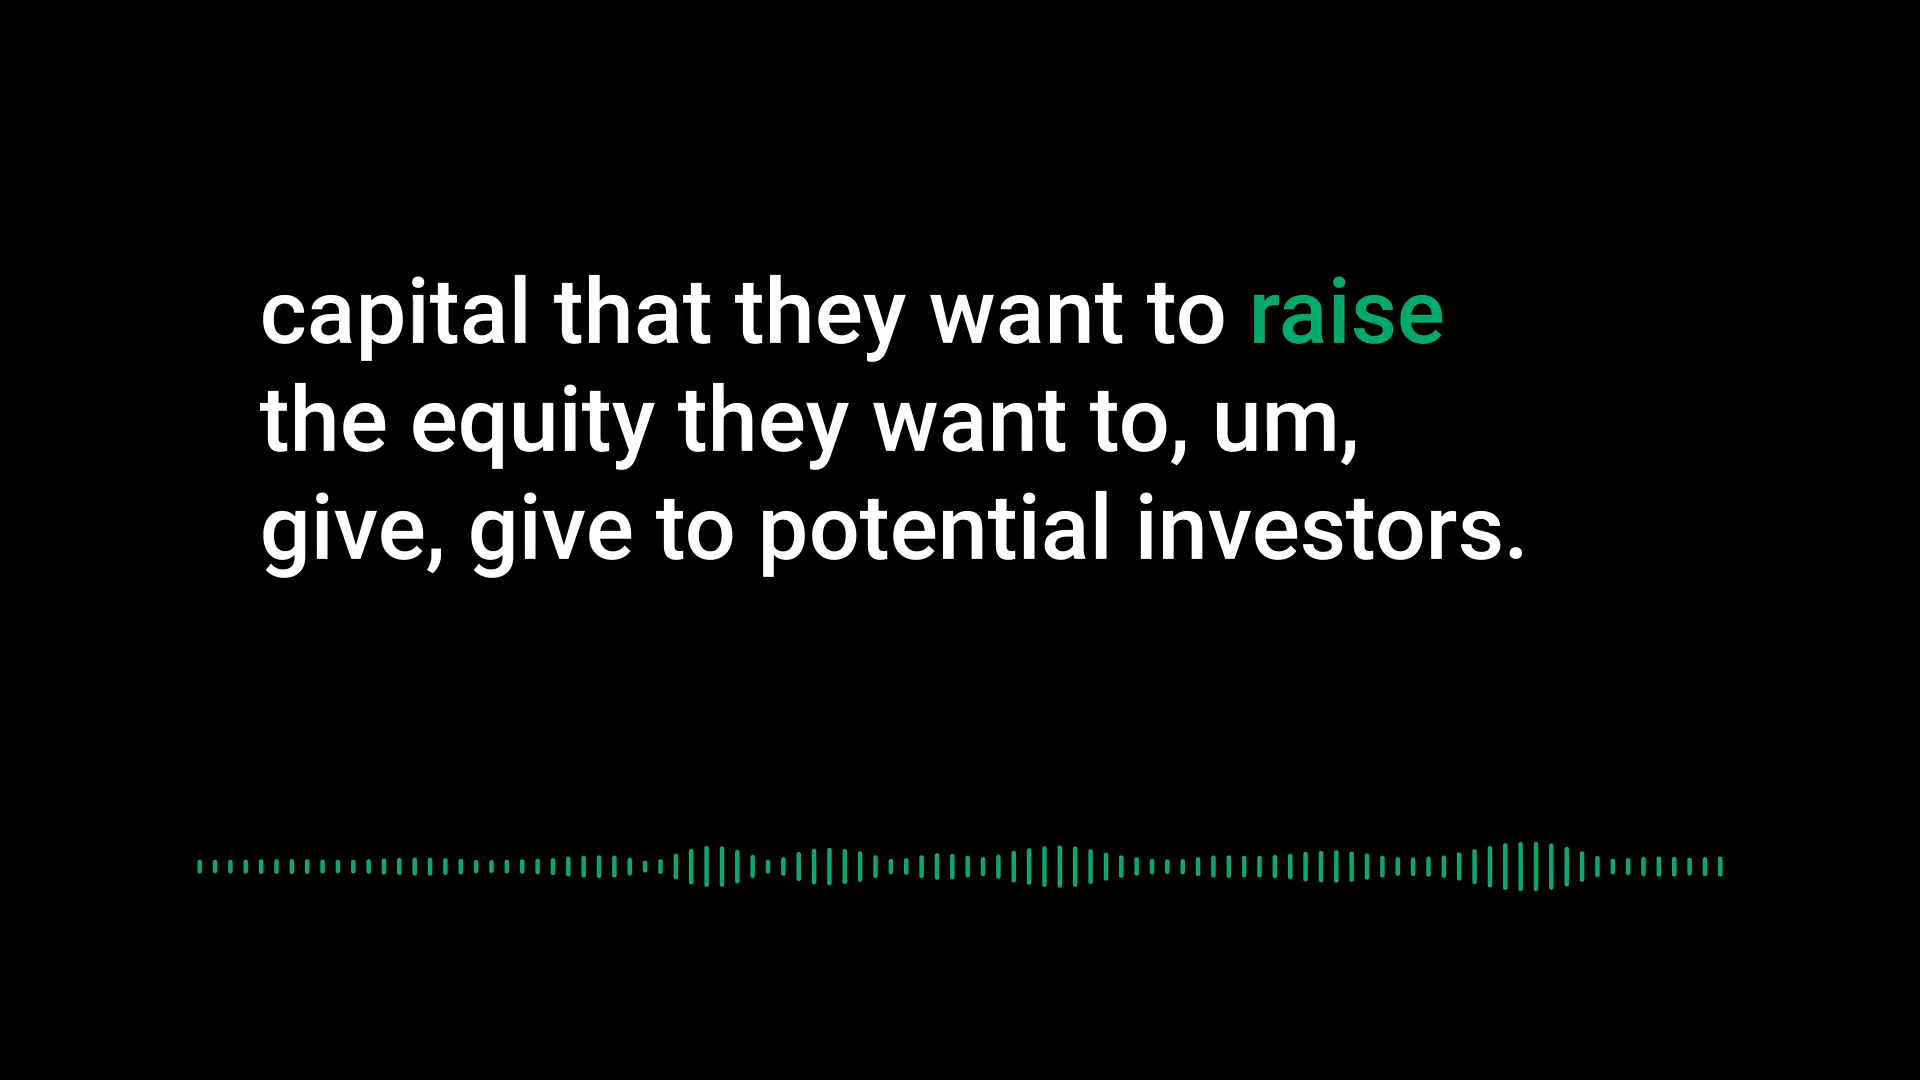 capital that they want to raise
the equity they want to, um,
give, give to potential investors.